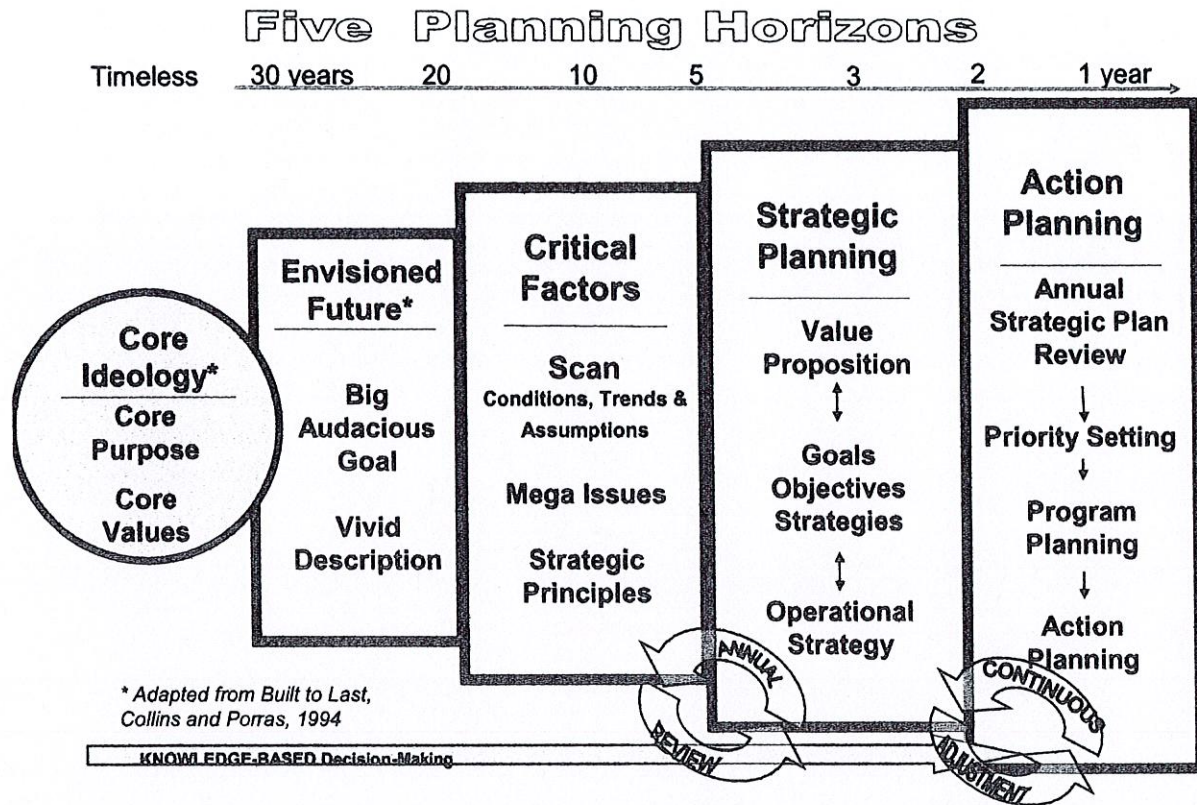 Five Planning Horizons
Timeless 30 years 20 10 5 3 2 1 year
Core
Ideology*
Core
Purpose
Core
Values
Envisioned
Future*
Big
Audacious
Goal
Vivid
Description
Critical
Factors
Scan
Conditions, Trends &
Assumptions
Mega Issues
Strategic
Principles
Strategic
Planning
Value
Proposition
Goals
Objectives
Strategies
Operational
Strategy
Action
Planning
Annual
Strategic Plan
Review
Priority Setting
Program
Planning
Action
Planning
ANNUAL
REVIEW
CONTINUOUS
ADJUSTMENT
* Adapted from Built to Last,
Collins and Porras, 1994
KNOWLEDGE-BASED Decision-Making